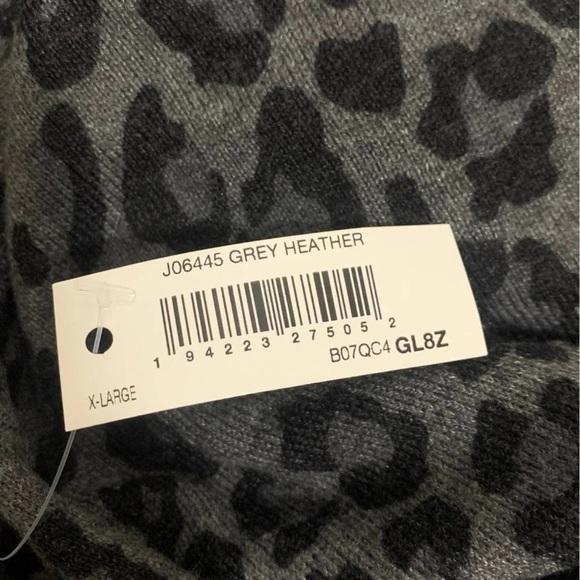 J06445 GREY HEATHER
1 94223 27505 2
B07QC4 GL8Z
X-LARGE